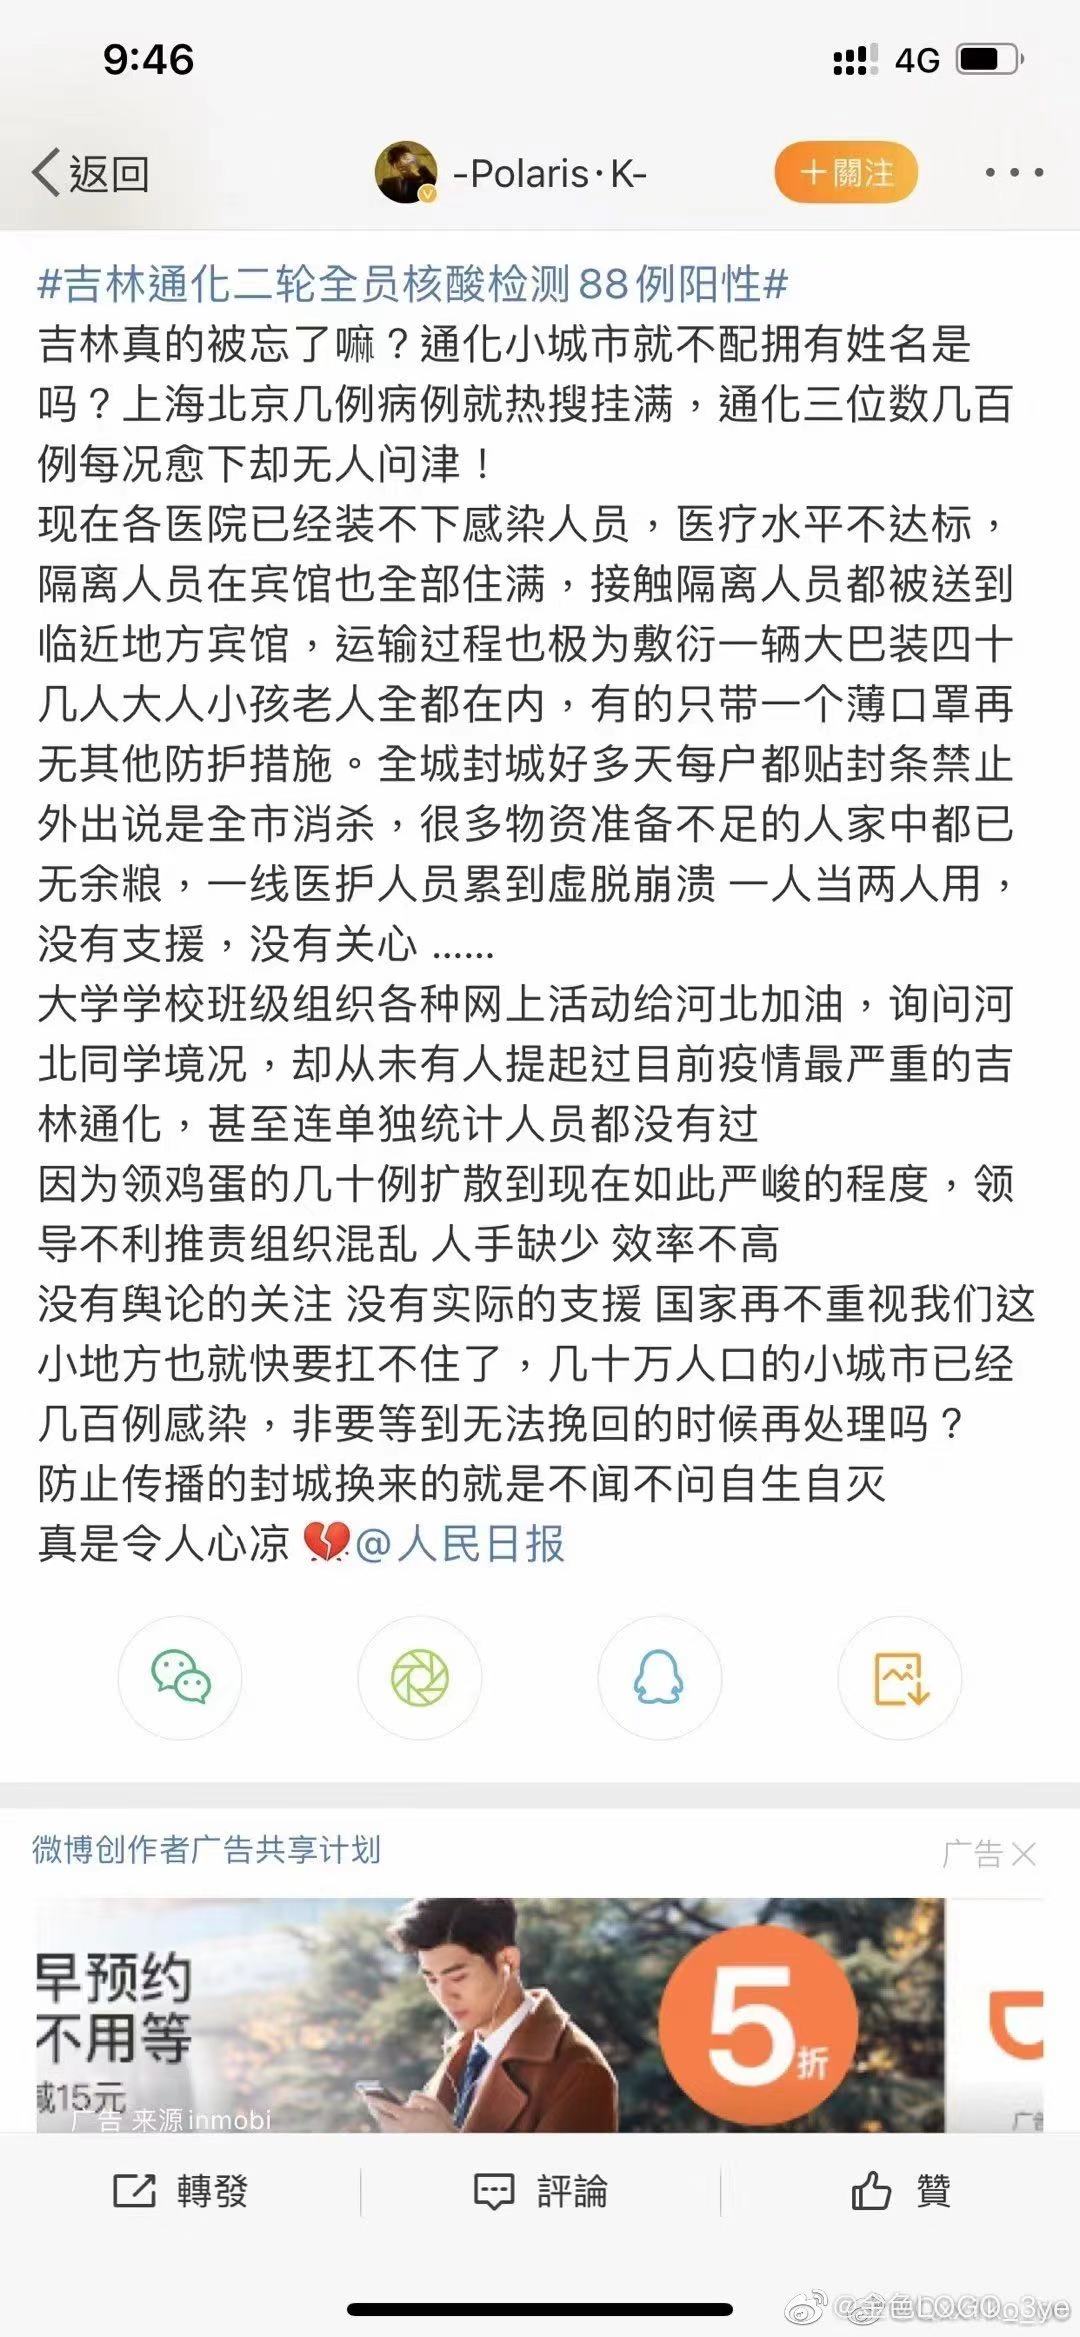 9:46
4G
返回
-Polaris·K-
＋關注
#吉林通化二轮全员核酸检测88例阳性#
吉林真的被忘了嘛？通化小城市就不配拥有姓名是
吗？上海北京几例病例就热搜挂满，通化三位数几百
例每况愈下却无人问津！
现在各医院已经装不下感染人员，医疗水平不达标，
隔离人员在宾馆也全部住满，接触隔离人员都被送到
临近地方宾馆，运输过程也极为敷衍一辆大巴装四十
几人大人小孩老人全都在内，有的只带一个薄口罩再
无其他防护措施。全城封城好多天每户都贴封条禁止
外出说是全市消杀，很多物资准备不足的人家中都已
无余粮，一线医护人员累到虚脱崩溃 一人当两人用，
没有支援，没有关心 ......
大学学校班级组织各种网上活动给河北加油，询问河
北同学境况，却从未有人提起过目前疫情最严重的吉
林通化，甚至连单独统计人员都没有过
因为领鸡蛋的几十例扩散到现在如此严峻的程度，领
导不利推责组织混乱 人手缺少 效率不高
没有舆论的关注 没有实际的支援 国家再不重视我们这
小地方也就快要扛不住了，几十万人口的小城市已经
几百例感染，非要等到无法挽回的时候再处理吗？
防止传播的封城换来的就是不闻不问自生自灭
真是令人心凉 💔@人民日报
微博创作者广告共享计划
广告
早预约
不用等
减15元
5折
广告 来源inmobi
轉發
評論
贊